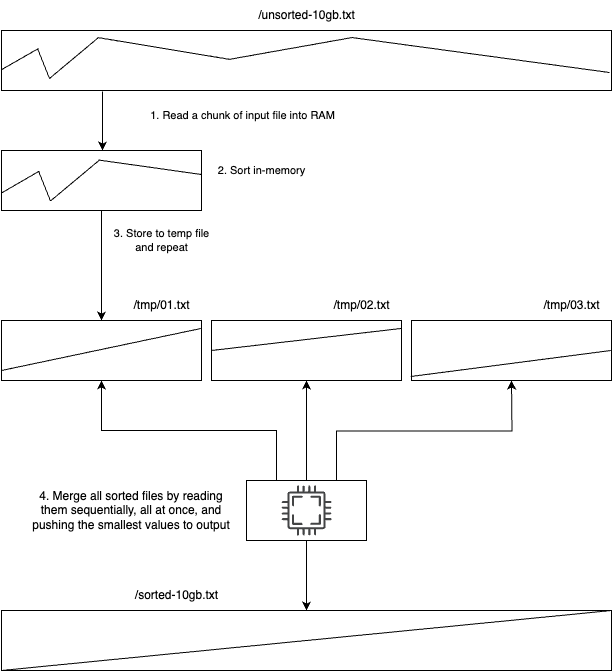 /unsorted-10gb.txt
1. Read a chunk of input file into RAM
2. Sort in-memory
3. Store to temp file
and repeat
/tmp/01.txt
/tmp/02.txt
/tmp/03.txt
4. Merge all sorted files by reading
them sequentially, all at once, and
pushing the smallest values to output
/sorted-10gb.txt